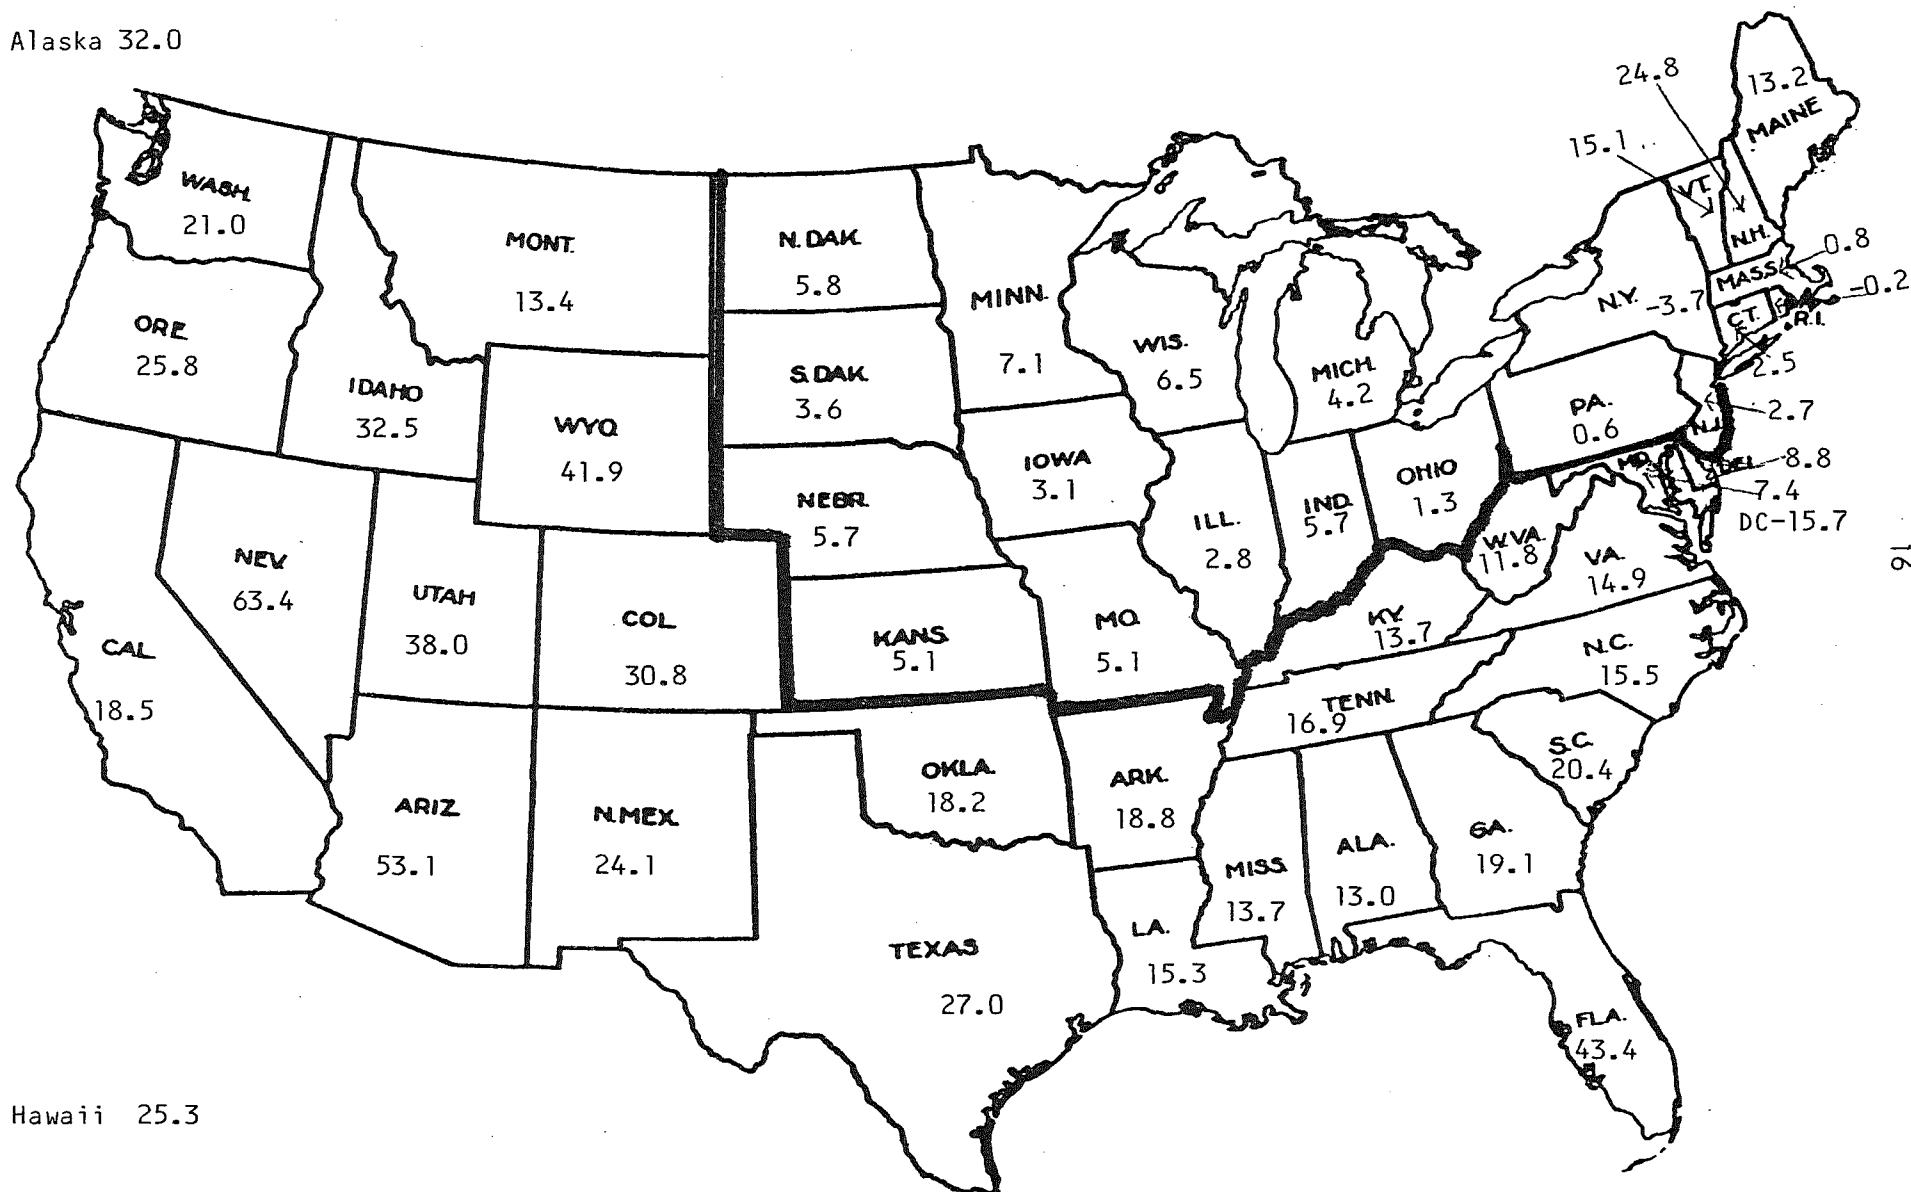 Alaska 32.0
WASH.
21.0
ORE.
25.8
CAL.
18.5
NEV.
63.4
IDAHO
32.5
MONT.
13.4
WYO.
41.9
UTAH
38.0
COL.
30.8
ARIZ.
53.1
N.MEX.
24.1
N.DAK.
5.8
S.DAK.
3.6
NEBR.
5.7
KANS.
5.1
OKLA.
18.2
TEXAS
27.0
MINN.
7.1
IOWA
3.1
MO.
5.1
ARK.
18.8
LA.
15.3
WIS.
6.5
ILL.
2.8
MICH.
4.2
IND.
5.7
OHIO
1.3
KY.
13.7
TENN.
16.9
MISS.
13.7
ALA.
13.0
GA.
19.1
FLA.
43.4
S.C.
20.4
N.C.
15.5
VA.
14.9
W.VA.
11.8
PA.
0.6
N.Y. -3.7
15.1
VT.
24.8
N.H.
13.2
MAINE
MASS.
0.8
-0.2
R.I.
CT.
2.5
2.7
N.J.
DEL.
8.8
MD.
7.4
DC-15.7
16
Hawaii 25.3